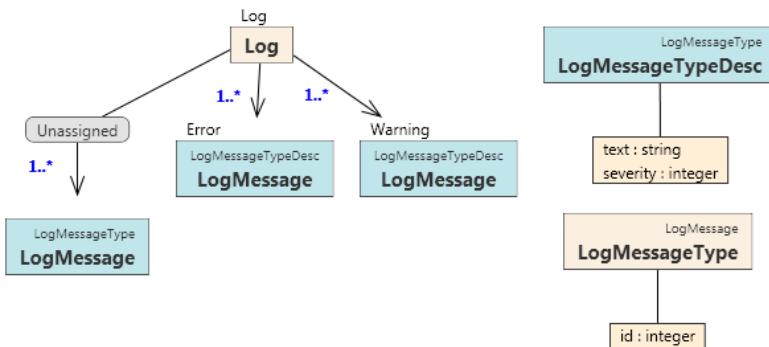 Log
Log
Unassigned
1..*
1..*
1..*
Error
LogMessageTypeDesc
LogMessage
Warning
LogMessageTypeDesc
LogMessage
LogMessageType
LogMessage
LogMessageType
LogMessageTypeDesc
text : string
severity : integer
LogMessage
LogMessageType
id : integer